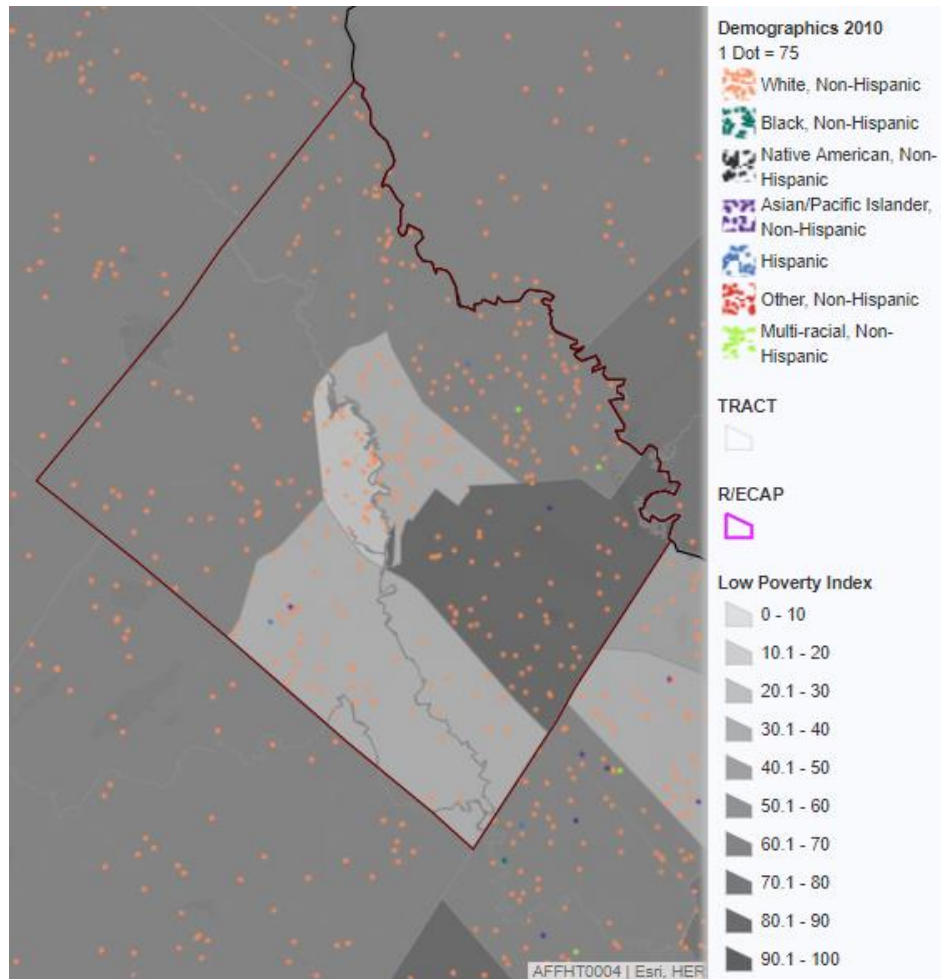 Demographics 2010
1 Dot = 75
White, Non-Hispanic
Black, Non-Hispanic
Native American, Non-
Hispanic
Asian/Pacific Islander,
Non-Hispanic
Hispanic
Other, Non-Hispanic
Multi-racial, Non-
Hispanic
TRACT
R/ECAP
Low Poverty Index
0 - 10
10.1 - 20
20.1 - 30
30.1 - 40
40.1 - 50
50.1 - 60
60.1 - 70
70.1 - 80
80.1 - 90
90.1 - 100
AFFHT0004 | Esri, HER